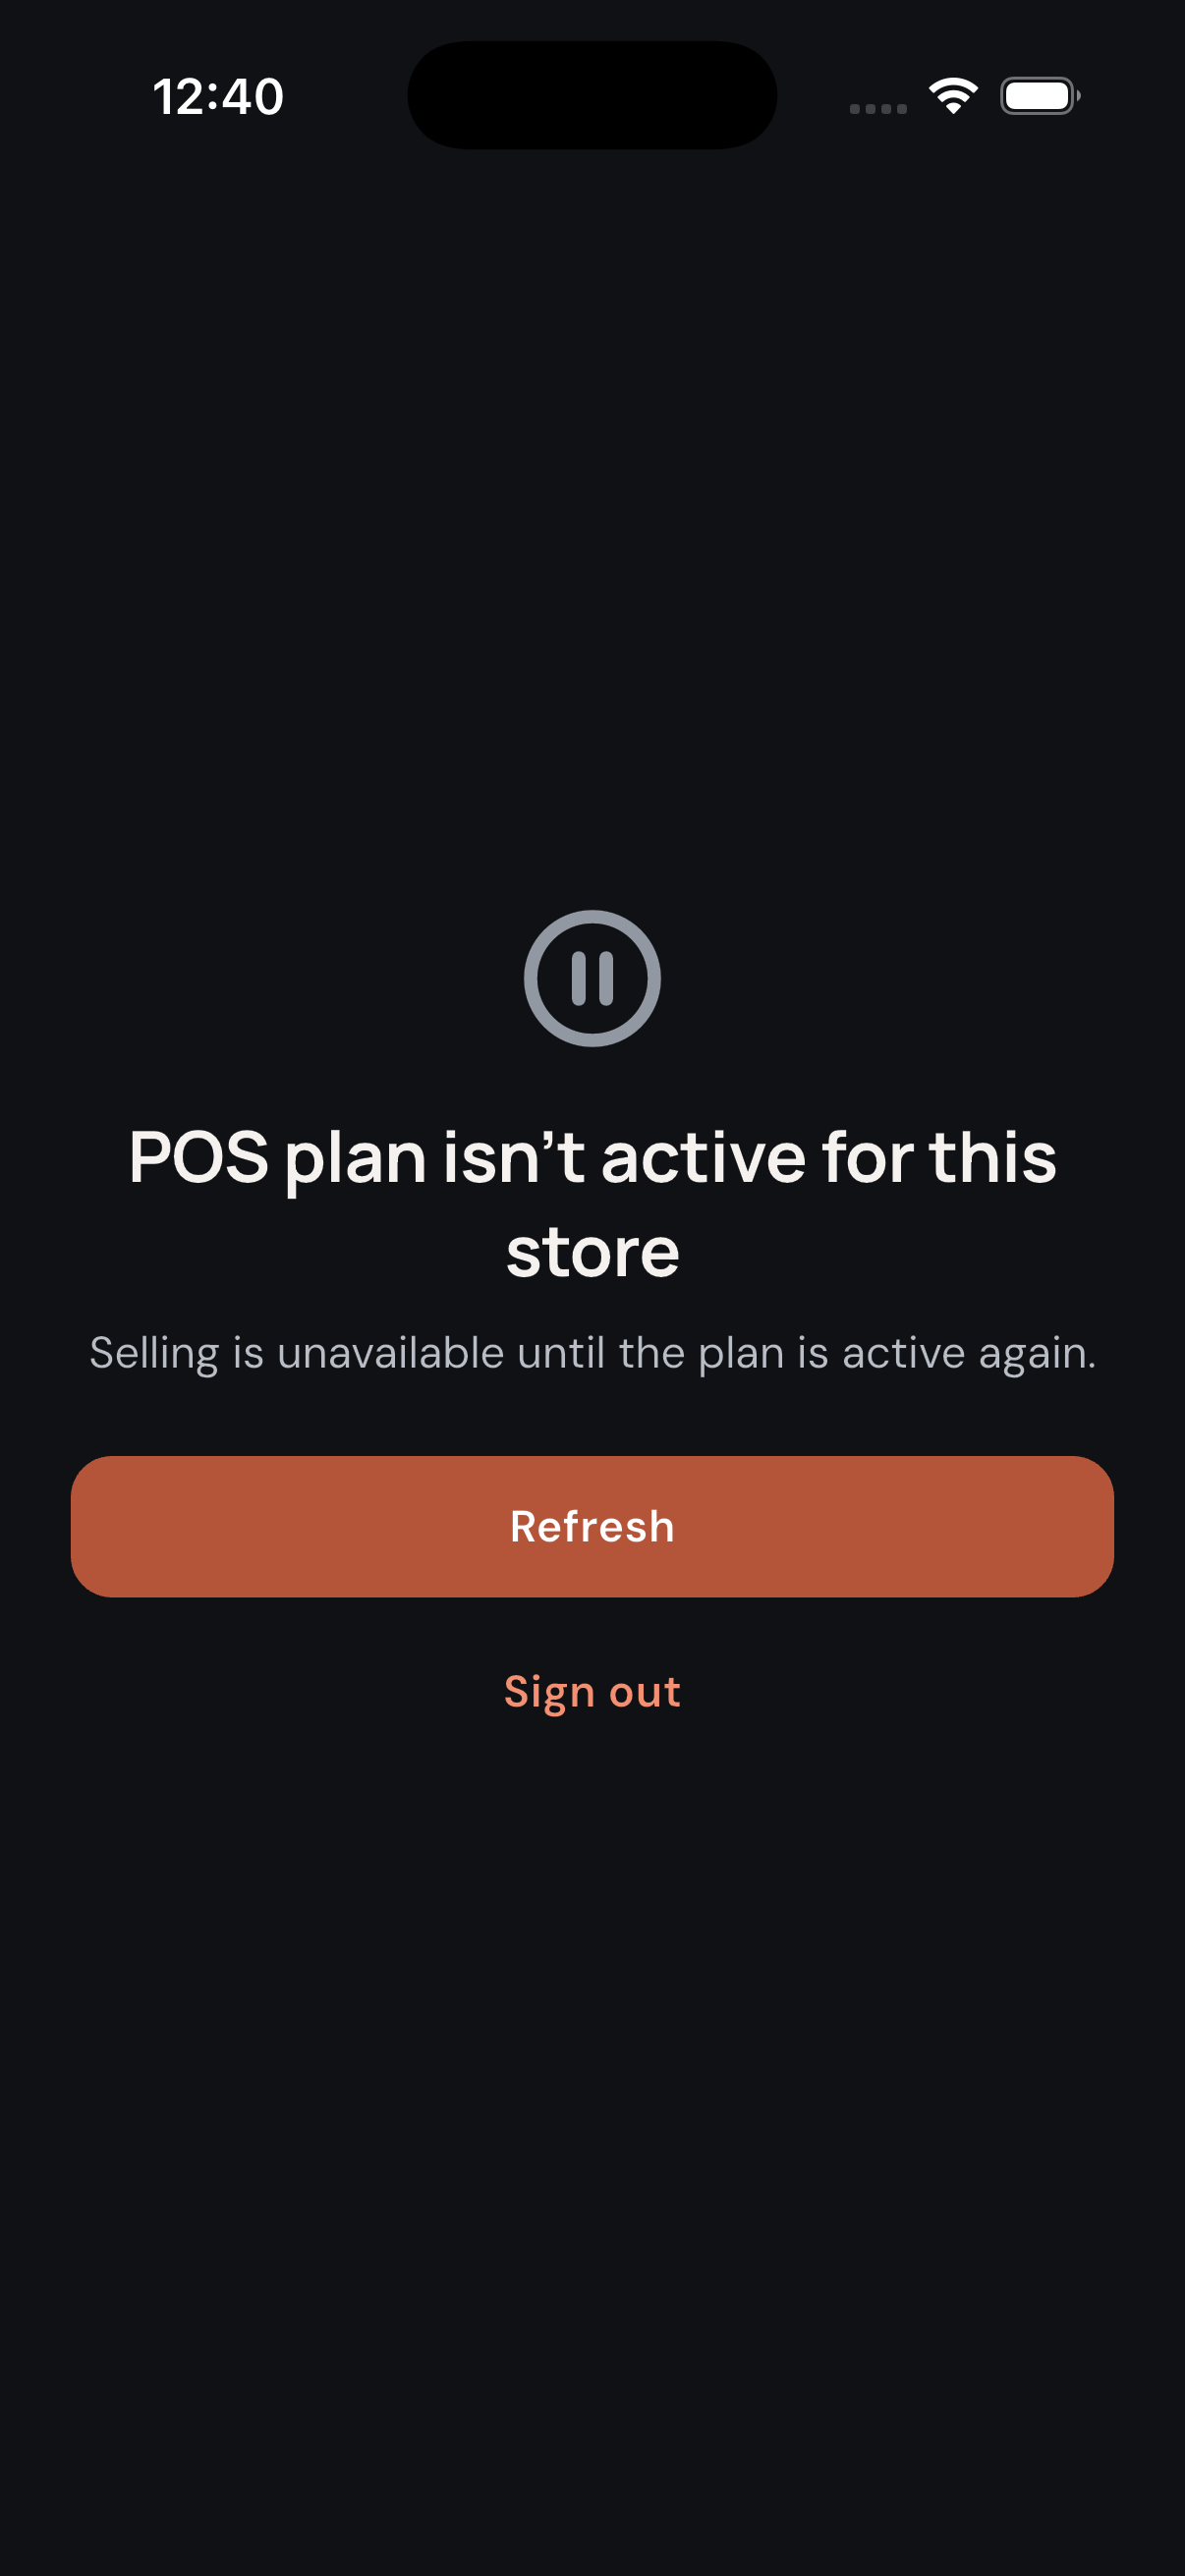 12:40
POS plan isn’t active for this
store
Selling is unavailable until the plan is active again.
Refresh
Sign out